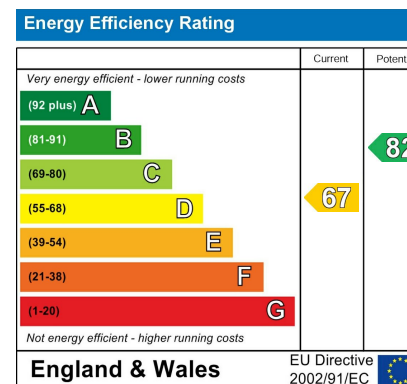 Energy Efficiency Rating
Current Potent
Very energy efficient - lower running costs
(92 plus) A
(81-91) B 82
(69-80) C
(55-68) D 67
(39-54) E
(21-38) F
(1-20) G
Not energy efficient - higher running costs
England & Wales
EU Directive
2002/91/EC